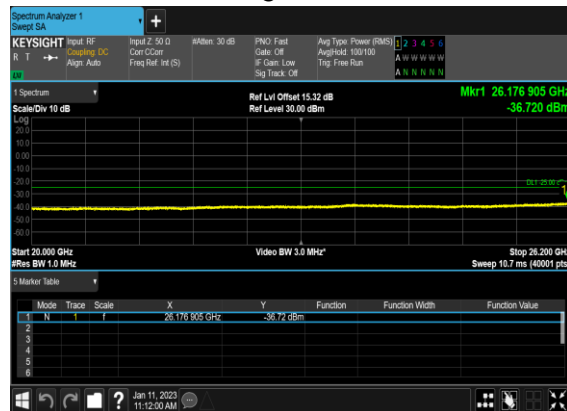 Spectrum Analyzer 1
Swept SA
+
KEYSIGHT Input: RF Input Z: 50 Ω #Atten: 30 dB PNO: Fast Avg Type: Power (RMS) 1 2 3 4 5 6
R T Coupling: DC Corr CCorr Gate: Off Avg|Hold: 100/100 A W W W W W
Align: Auto Freq Ref: Int (S) IF Gain: Low Trig: Free Run
Sig Track: Off A N N N N N
1 Spectrum
Ref Lvl Offset 15.32 dB Mkr1 26.176 905 GHz
Scale/Div 10 dB Ref Level 30.00 dBm -36.720 dBm
Log
20.0
10.0
0.00
-10.0
-20.0
DL1 -25.00
-30.0
1
-40.0
-50.0
-60.0
Start 20.000 GHz Video BW 3.0 MHz* Stop 26.200 GHz
#Res BW 1.0 MHz Sweep 10.7 ms (40001 pts
5 Marker Table
Mode Trace Scale X Y Function Function Width Function Value
1 N 1 f 26.176 905 GHz -36.72 dBm
2
3
4
5
6
? Jan 11, 2023
11:12:00 AM